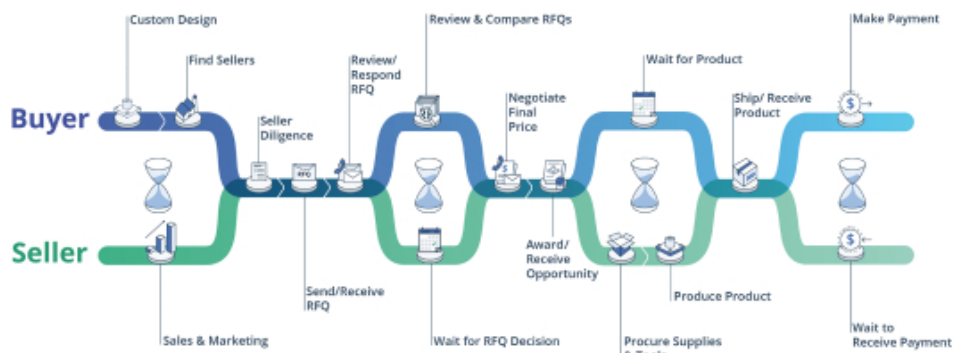 Custom Design
Review & Compare RFQs
Make Payment
Find Sellers
Review/
Respond
RFQ
Wait for Product
Negotiate
Final
Price
Ship/ Receive
Product
Buyer
Seller
Diligence
RFQ
Seller
Award/
Receive
Opportunity
Send/Receive
RFQ
Produce Product
Sales & Marketing
Wait for RFQ Decision
Procure Supplies
Wait to
Receive Payment